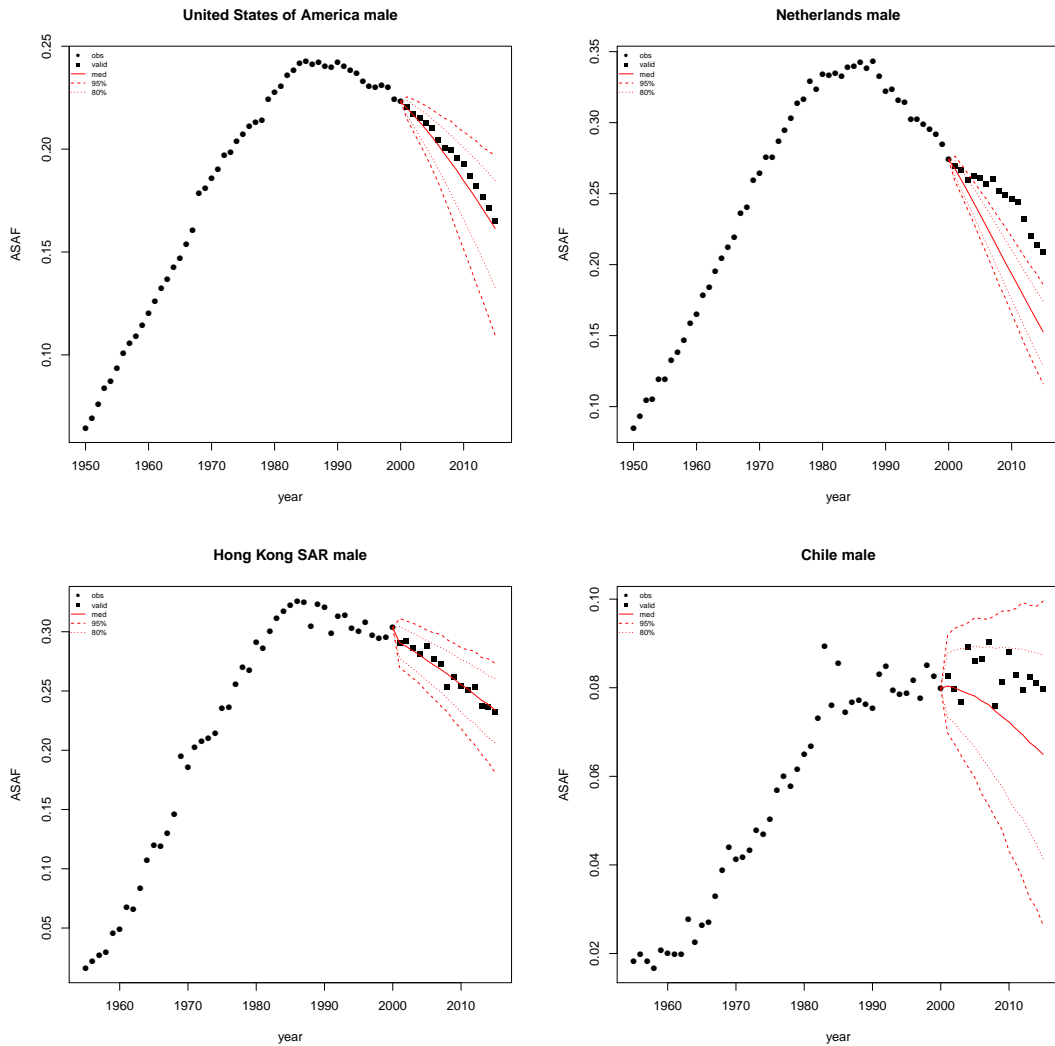 United States of America male
obs
valid
med
95%
80%
ASAF
0.25
0.20
0.15
0.10
1950 1960 1970 1980 1990 2000 2010
year
Netherlands male
obs
valid
med
95%
80%
ASAF
0.35
0.30
0.25
0.20
0.15
0.10
1950 1960 1970 1980 1990 2000 2010
year
Hong Kong SAR male
obs
valid
med
95%
80%
ASAF
0.30
0.25
0.20
0.15
0.10
0.05
1960 1970 1980 1990 2000 2010
year
Chile male
obs
valid
med
95%
80%
ASAF
0.10
0.08
0.06
0.04
0.02
1960 1970 1980 1990 2000 2010
year